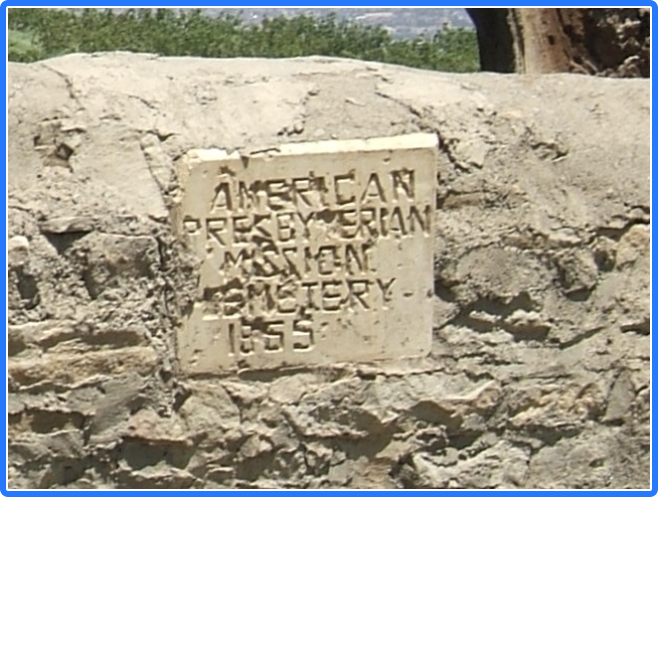 AMERICAN
PRESBYTERIAN
MISSION
CEMETERY
1855